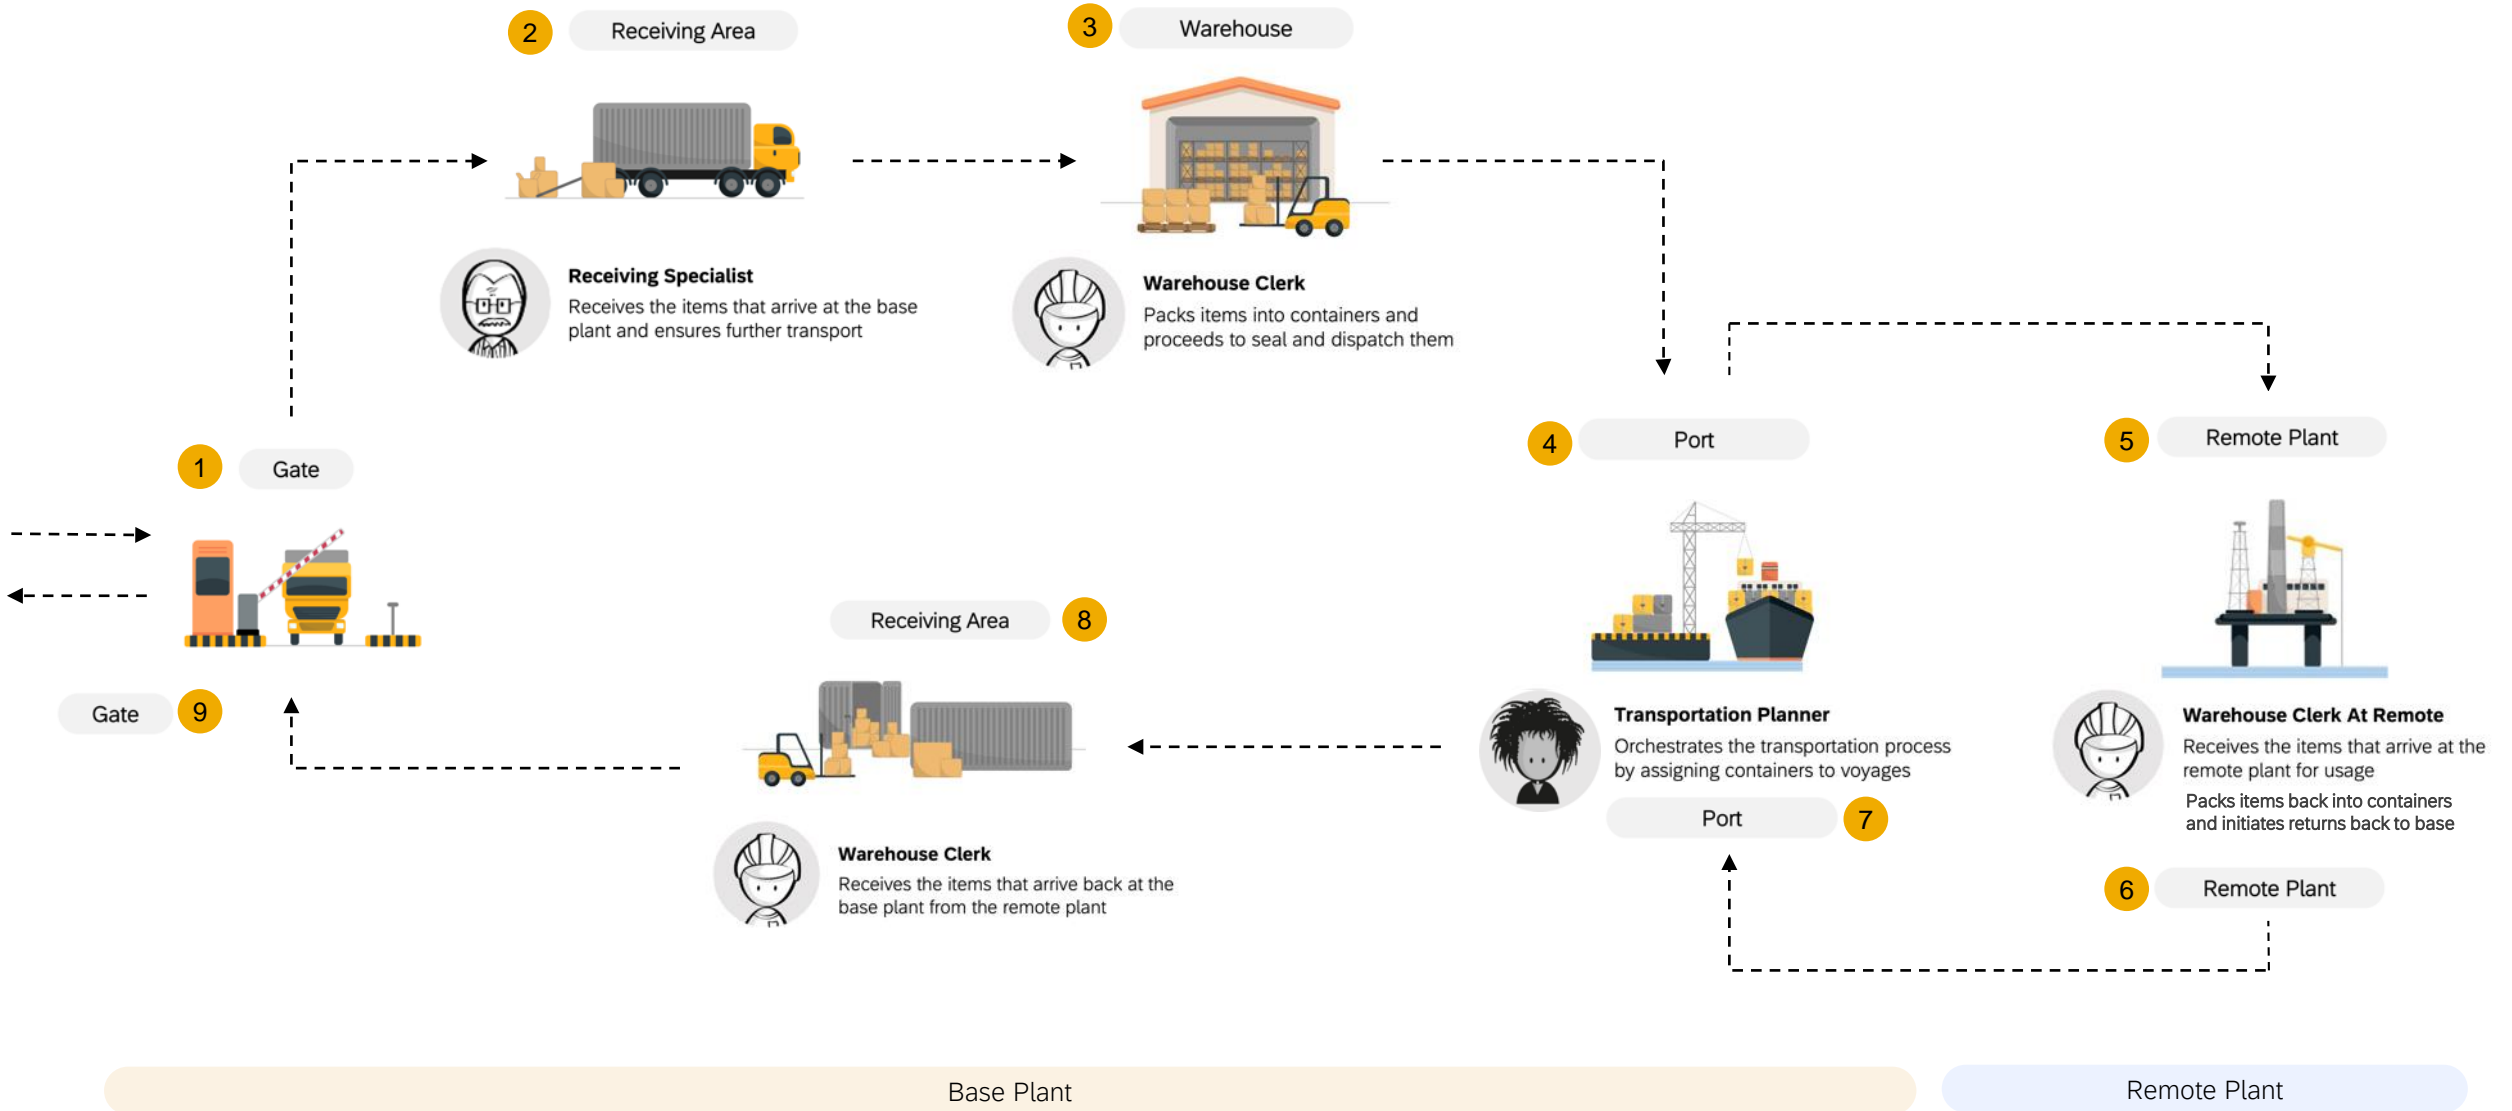 2
Receiving Area
3
Warehouse
Receiving Specialist
Receives the items that arrive at the base
plant and ensures further transport
Warehouse Clerk
Packs items into containers and
proceeds to seal and dispatch them
1
Gate
4
Port
5
Remote Plant
Transportation Planner
Orchestrates the transportation process
by assigning containers to voyages
Warehouse Clerk At Remote
Receives the items that arrive at the
remote plant for usage
Packs items back into containers
and initiates returns back to base
6
Remote Plant
Port
7
Receiving Area
8
Warehouse Clerk
Receives the items that arrive back at the
base plant from the remote plant
Gate
9
Base Plant
Remote Plant